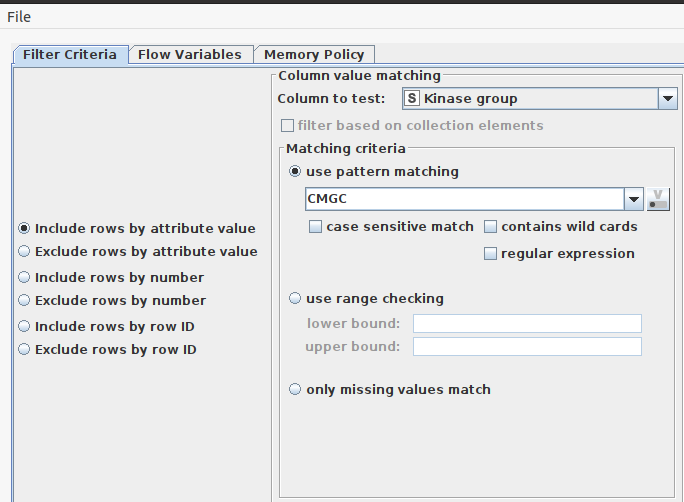 File
Filter Criteria Flow Variables Memory Policy
Column value matching
Column to test: S Kinase group
filter based on collection elements
Matching criteria
use pattern matching
CMGC V
case sensitive match contains wild cards
regular expression
Include rows by attribute value
Exclude rows by attribute value
Include rows by number
Exclude rows by number
Include rows by row ID
Exclude rows by row ID
use range checking
lower bound:
upper bound:
only missing values match